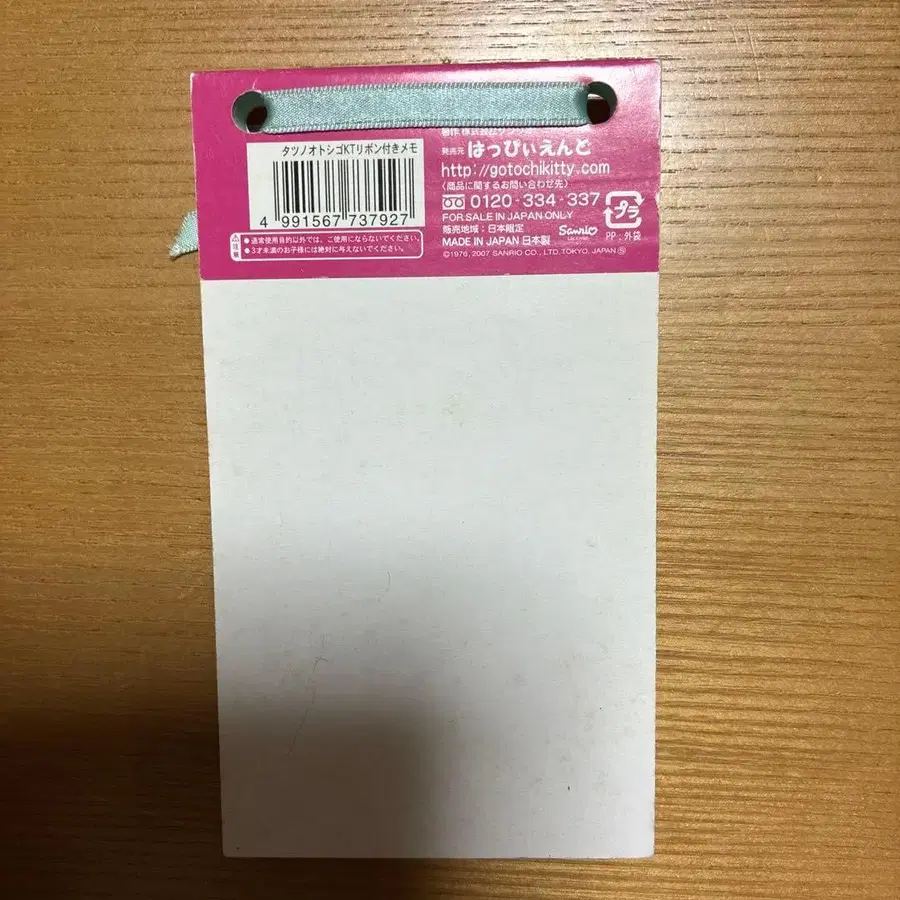 タツノオトシゴKTリボン付きメモ
4 991567 737927
⚠注意
●通常使用目的以外では、ご使用にならないでください。
●3才未満のお子様には絶対に与えないでください。
発売元 はっぴぃえんど
http://gotochikitty.com
〈商品に関するお問い合わせ先〉
0120-334-337
FOR SALE IN JAPAN ONLY
販売地域：日本限定
MADE IN JAPAN 日本製
Sanrio
プラ
PP：外袋
©1976, 2007 SANRIO CO., LTD. TOKYO, JAPAN Ⓢ